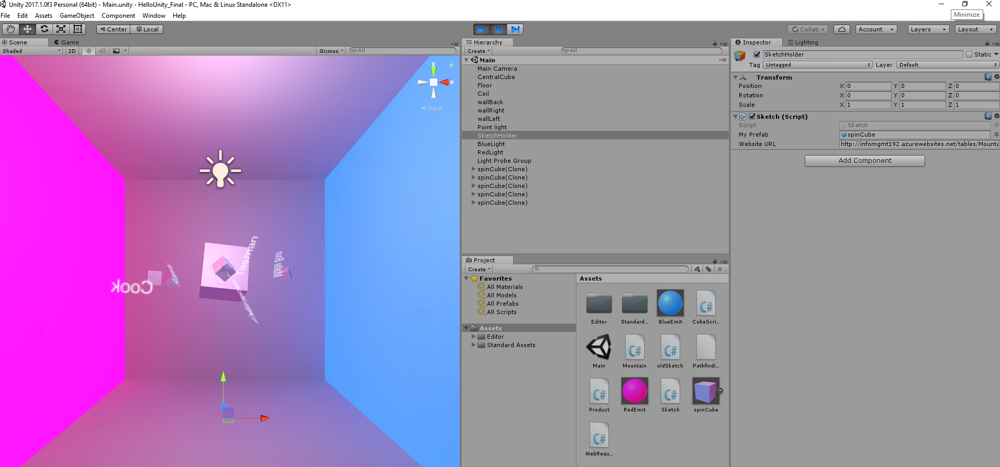 Unity 2017.1.0f3 Personal (64bit) - Main.unity - HelloUnity_Final - PC, Mac & Linux Standalone <DX11>
File Edit Assets GameObject Component Window Help
Minimize
Center Local
Collab Account Layers Layout
Scene Game
Shaded 2D Gizmos All
y
x
Back
Tasman
Malte Brun
Cook
Hierarchy
Create All
Main
Main Camera
CentralCube
Floor
Ceil
wallBack
wallRight
wallLeft
Point light
SketchHolder
BlueLight
RedLight
Light Probe Group
spinCube(Clone)
spinCube(Clone)
spinCube(Clone)
spinCube(Clone)
spinCube(Clone)
Project
Create
Favorites
All Materials
All Models
All Prefabs
All Scripts
Assets
Editor
Standard Assets
Assets
Editor Standard... BlueEmit CubeScri...
Main Mountain oldSketch Pathfindi...
Product RedEmit Sketch spinCube
WebRequ...
Inspector Lighting
SketchHolder Static
Tag Untagged Layer Default
Transform
Position X 0 Y 0 Z 0
Rotation X 0 Y 0 Z 0
Scale X 1 Y 1 Z 1
Sketch (Script)
Script Sketch
My Prefab spinCube
Website URL http://infomgmt192.azurewebsites.net/tables/Mounta
Add Component